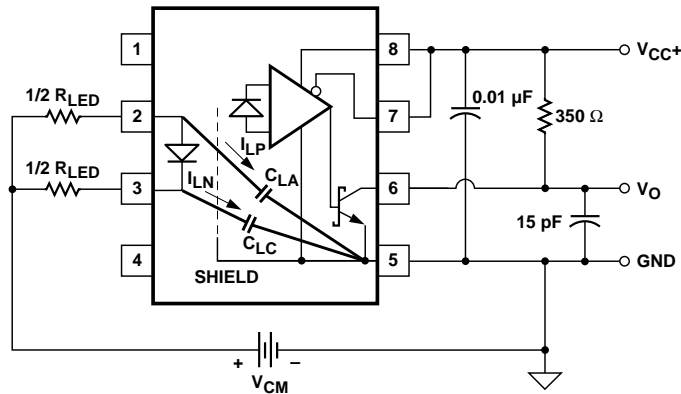 1
8
V_CC+
1/2 R_LED
0.01 µF
350 Ω
2
7
I_LP
1/2 R_LED
I_LN
C_LA
3
6
V_O
15 pF
C_LC
4
5
GND
SHIELD
+
–
V_CM